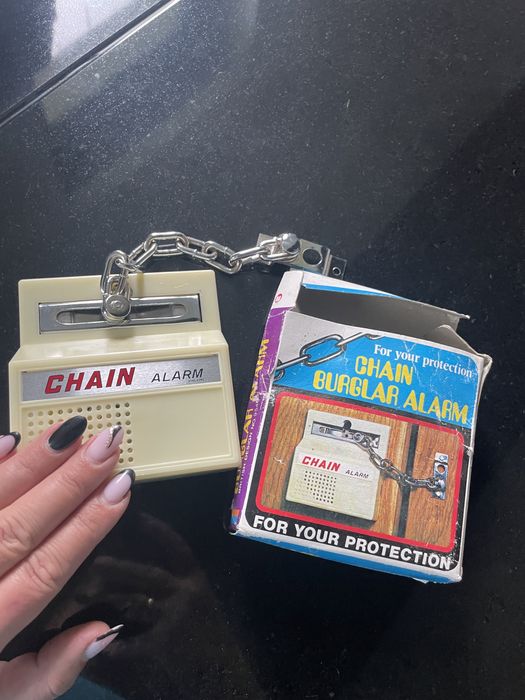 CHAIN ALARM
For your protection
CHAIN
BURGLAR ALARM
CHAIN ALARM
FOR YOUR PROTECTION